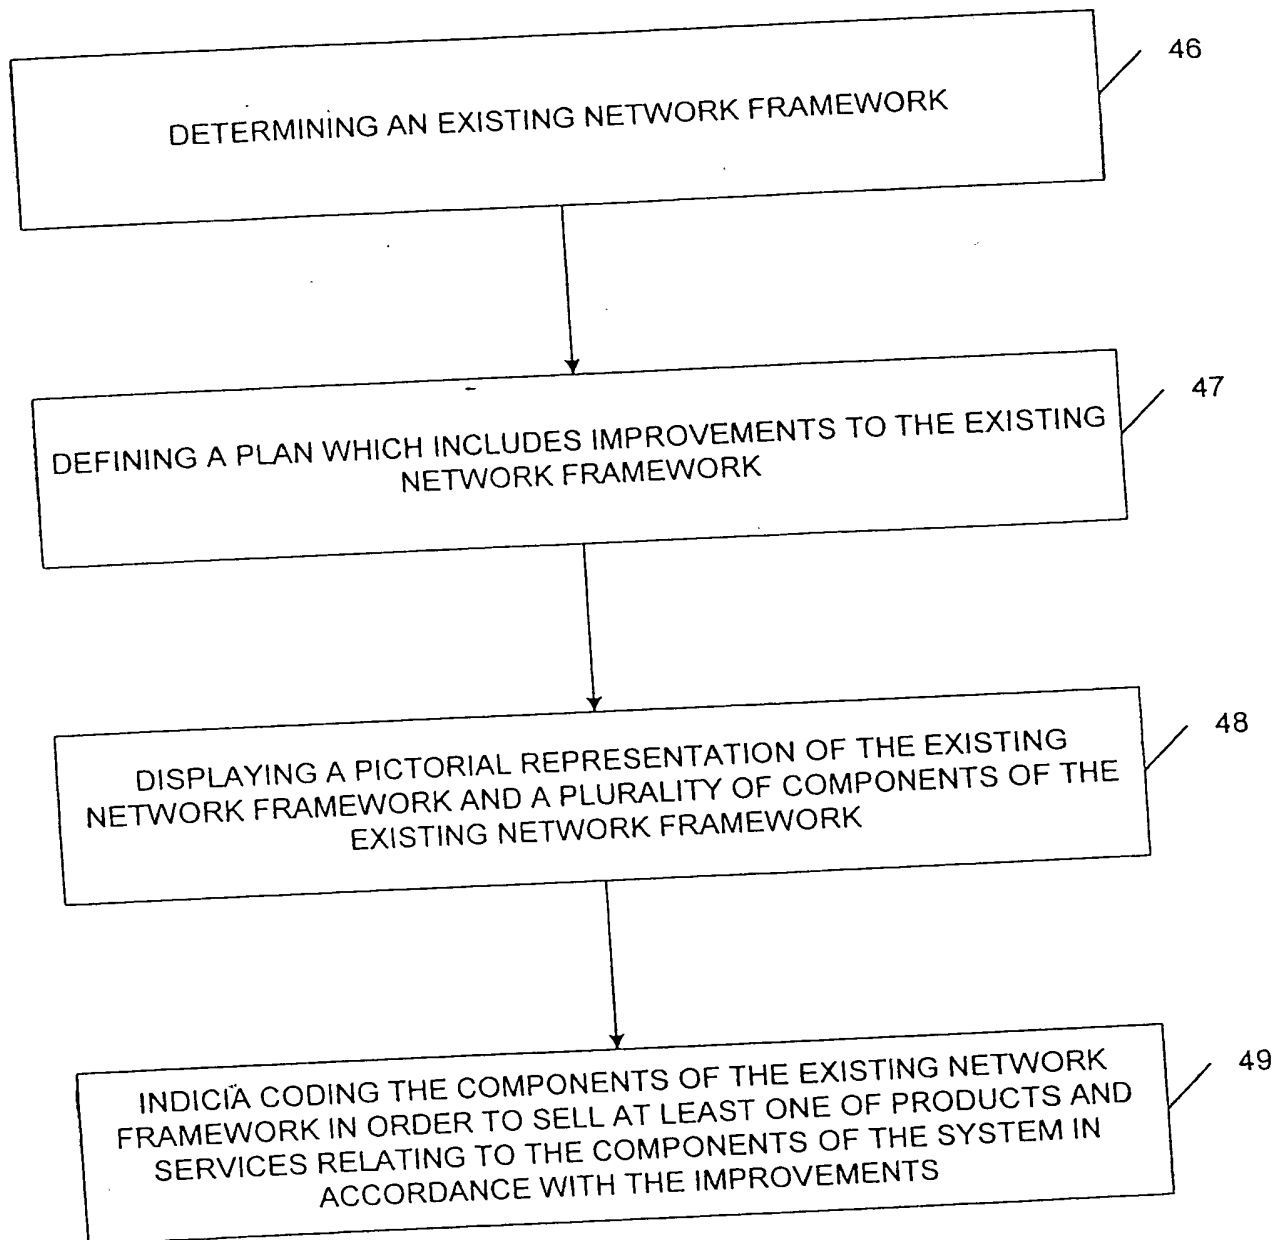 46
DETERMINING AN EXISTING NETWORK FRAMEWORK
47
DEFINING A PLAN WHICH INCLUDES IMPROVEMENTS TO THE EXISTING
NETWORK FRAMEWORK
48
DISPLAYING A PICTORIAL REPRESENTATION OF THE EXISTING
NETWORK FRAMEWORK AND A PLURALITY OF COMPONENTS OF THE
EXISTING NETWORK FRAMEWORK
49
INDICIA CODING THE COMPONENTS OF THE EXISTING NETWORK
FRAMEWORK IN ORDER TO SELL AT LEAST ONE OF PRODUCTS AND
SERVICES RELATING TO THE COMPONENTS OF THE SYSTEM IN
ACCORDANCE WITH THE IMPROVEMENTS